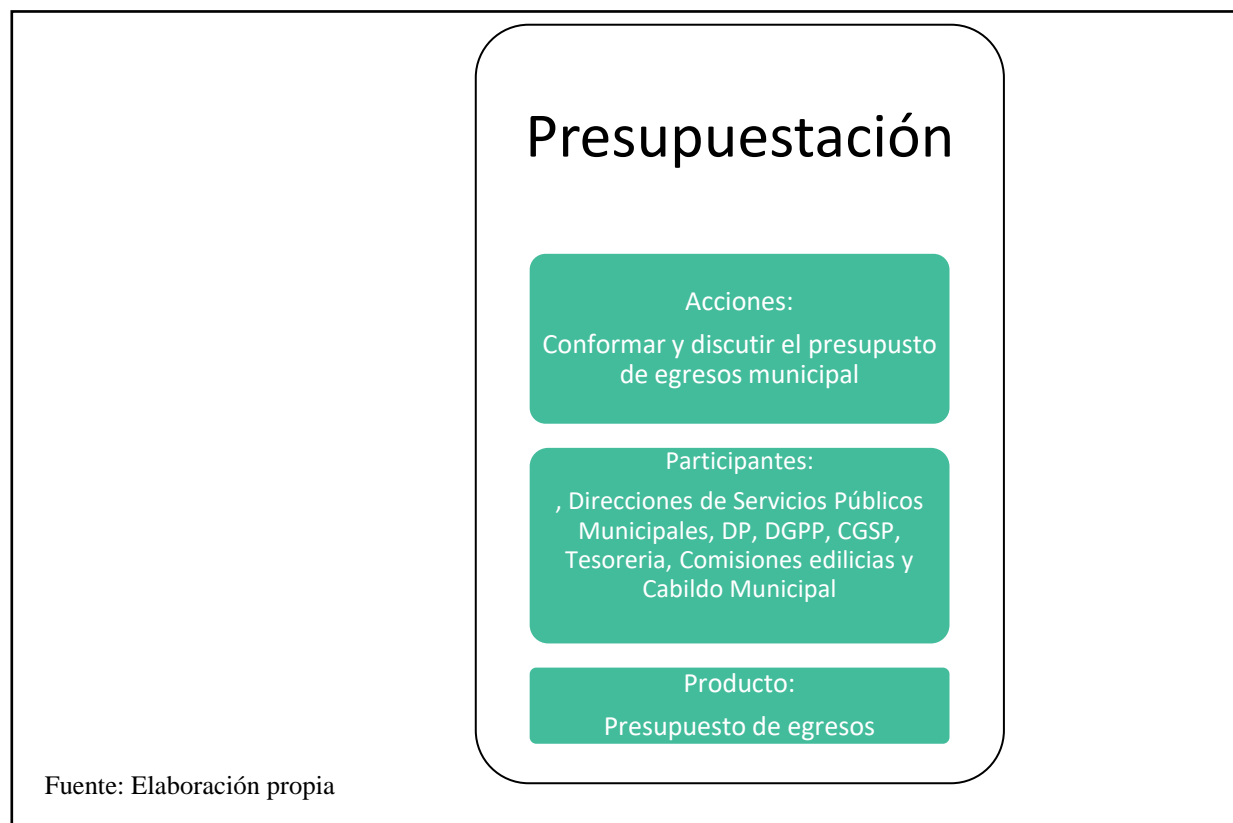 Presupuestación
Acciones:
Conformar y discutir el presupusto
de egresos municipal
Participantes:
, Direcciones de Servicios Públicos
Municipales, DP, DGPP, CGSP,
Tesoreria, Comisiones edilicias y
Cabildo Municipal
Producto:
Presupuesto de egresos
Fuente: Elaboración propia